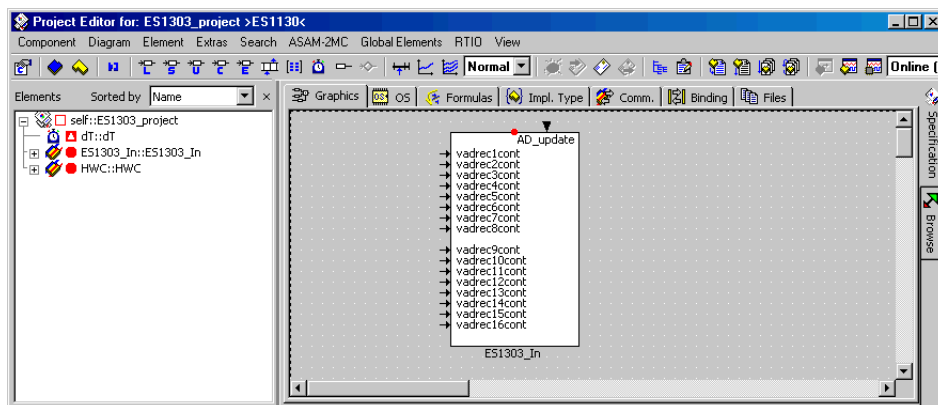 Project Editor for: ES1303_project >ES1130<
Component Diagram Element Extras Search ASAM-2MC Global Elements RTIO View
Normal
Online (
Elements Sorted by Name
Graphics OS Formulas Impl. Type Comm. Binding Files
self::ES1303_project
dT::dT
ES1303_In::ES1303_In
HWC::HWC
AD_update
vadrec1cont
vadrec2cont
vadrec3cont
vadrec4cont
vadrec5cont
vadrec6cont
vadrec7cont
vadrec8cont
vadrec9cont
vadrec10cont
vadrec11cont
vadrec12cont
vadrec13cont
vadrec14cont
vadrec15cont
vadrec16cont
ES1303_In
Specification
Browse